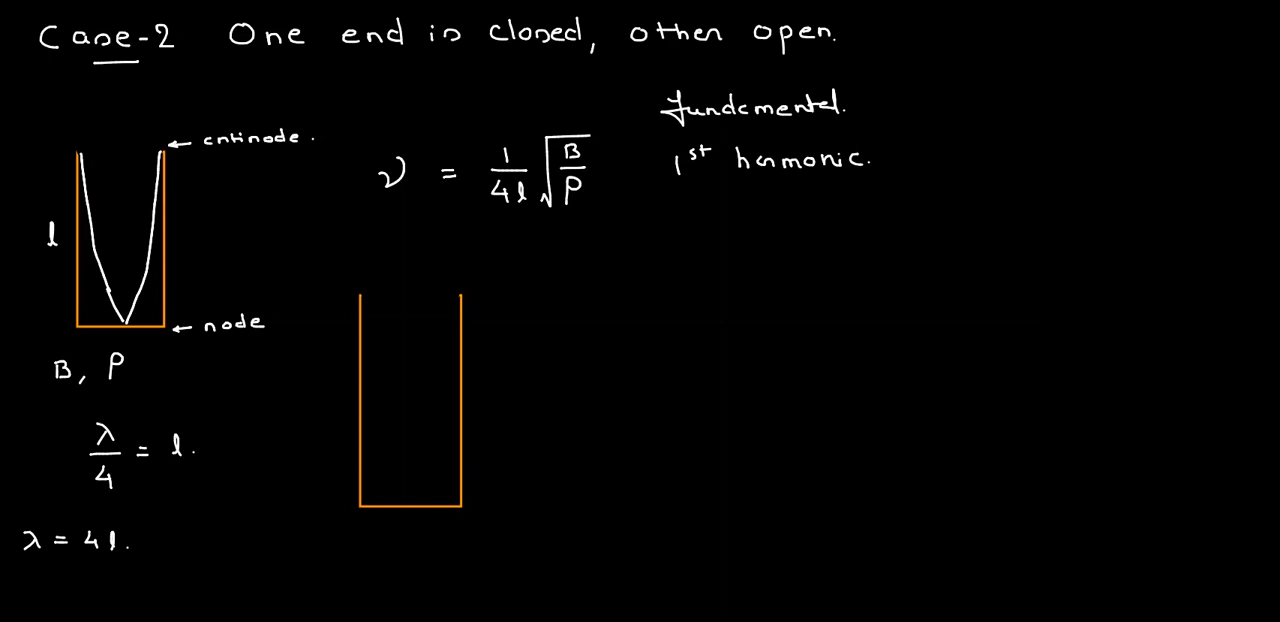 Case-2 One end is closed, other open.
fundamental.
1st harmonic.
← antinode.
ν = 1/4l √B/ρ
l
← node
B, ρ
λ/4 = l.
λ = 4l.